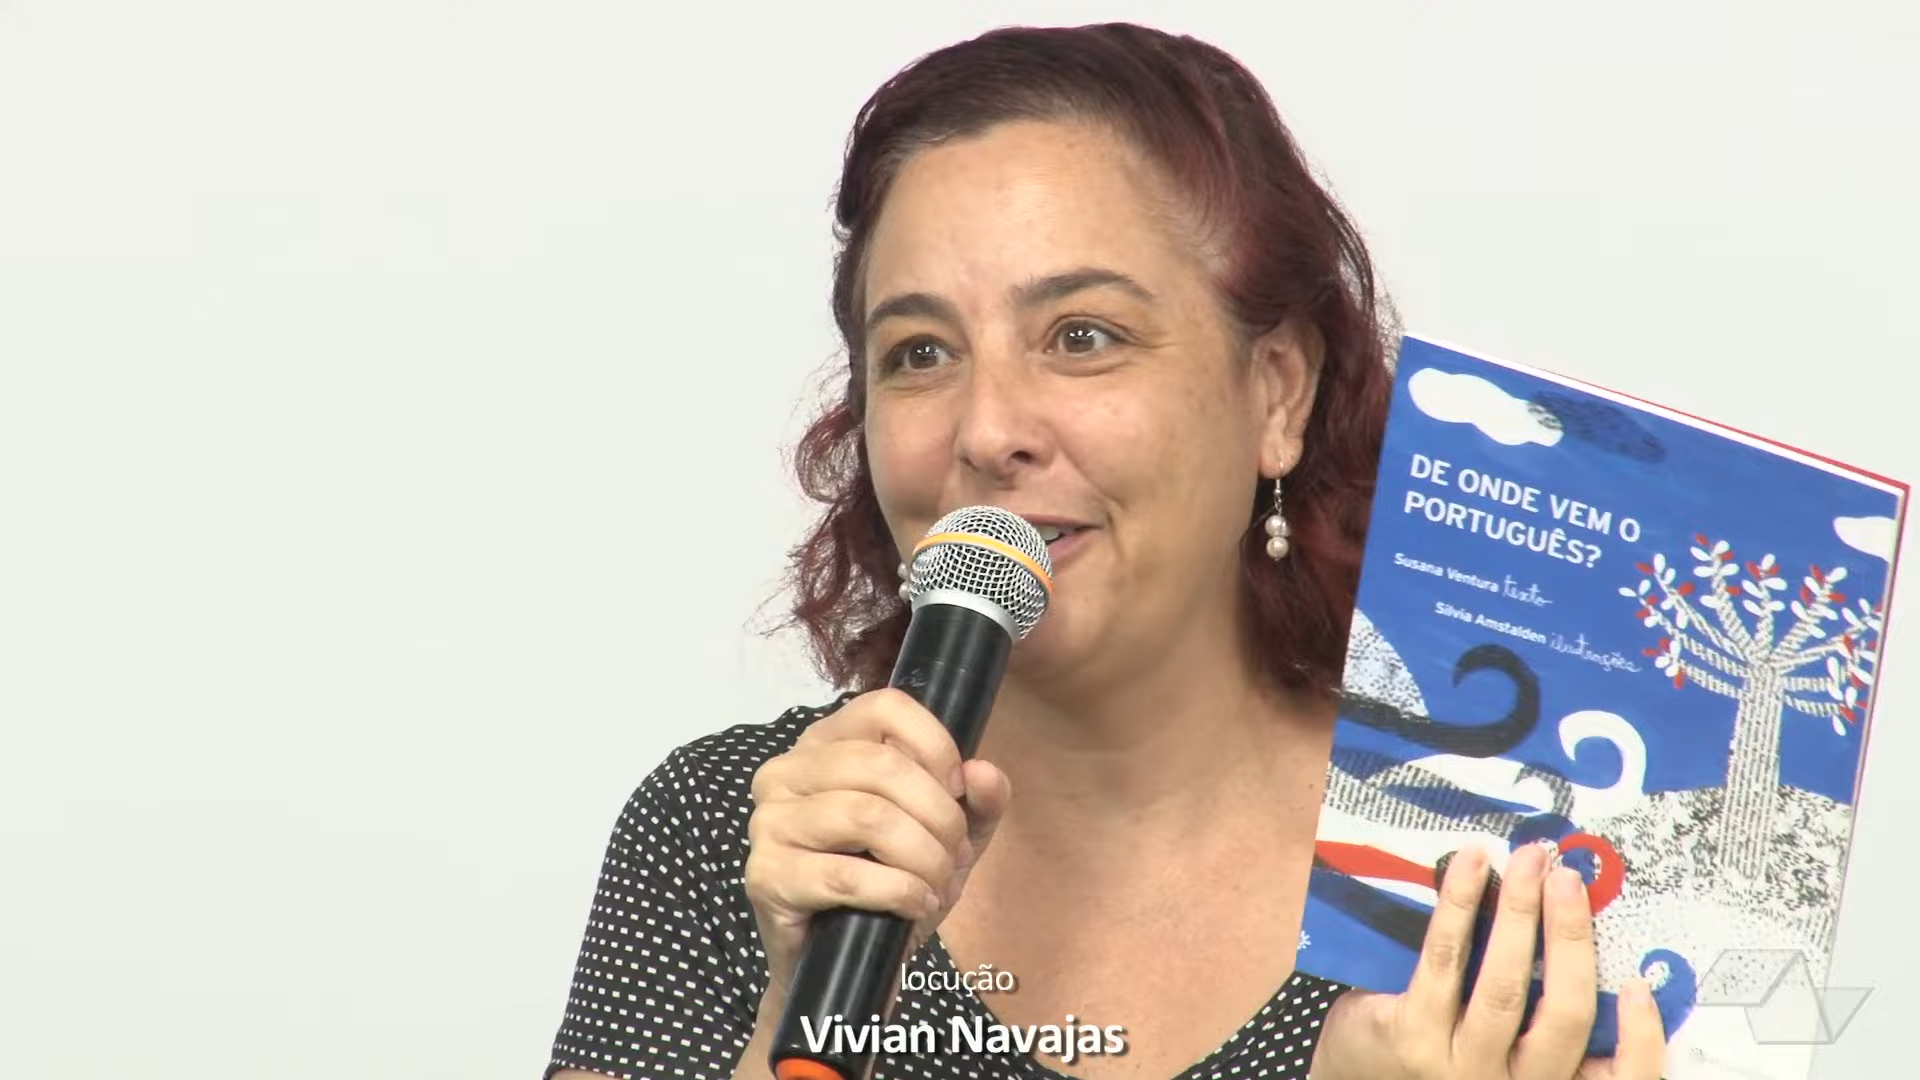 DE ONDE VEM O
PORTUGUÊS?
Susana Ventura texto
Silvia Amstalden ilustrações
locução
Vivian Navajas